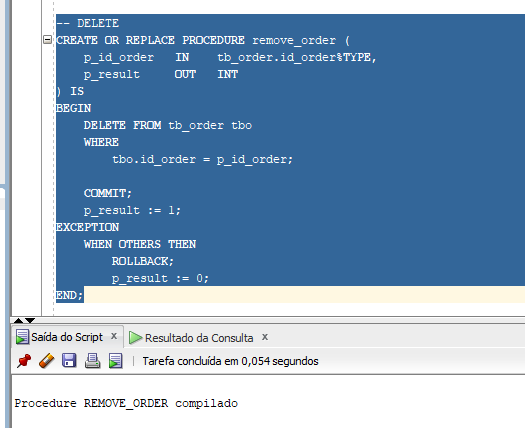 -- DELETE
CREATE OR REPLACE PROCEDURE remove_order (
    p_id_order   IN    tb_order.id_order%TYPE,
    p_result     OUT   INT
) IS
BEGIN
    DELETE FROM tb_order tbo
    WHERE
        tbo.id_order = p_id_order;

    COMMIT;
    p_result := 1;
EXCEPTION
    WHEN OTHERS THEN
        ROLLBACK;
        p_result := 0;
END;
Saída do Script x Resultado da Consulta x
Tarefa concluída em 0,054 segundos
Procedure REMOVE_ORDER compilado